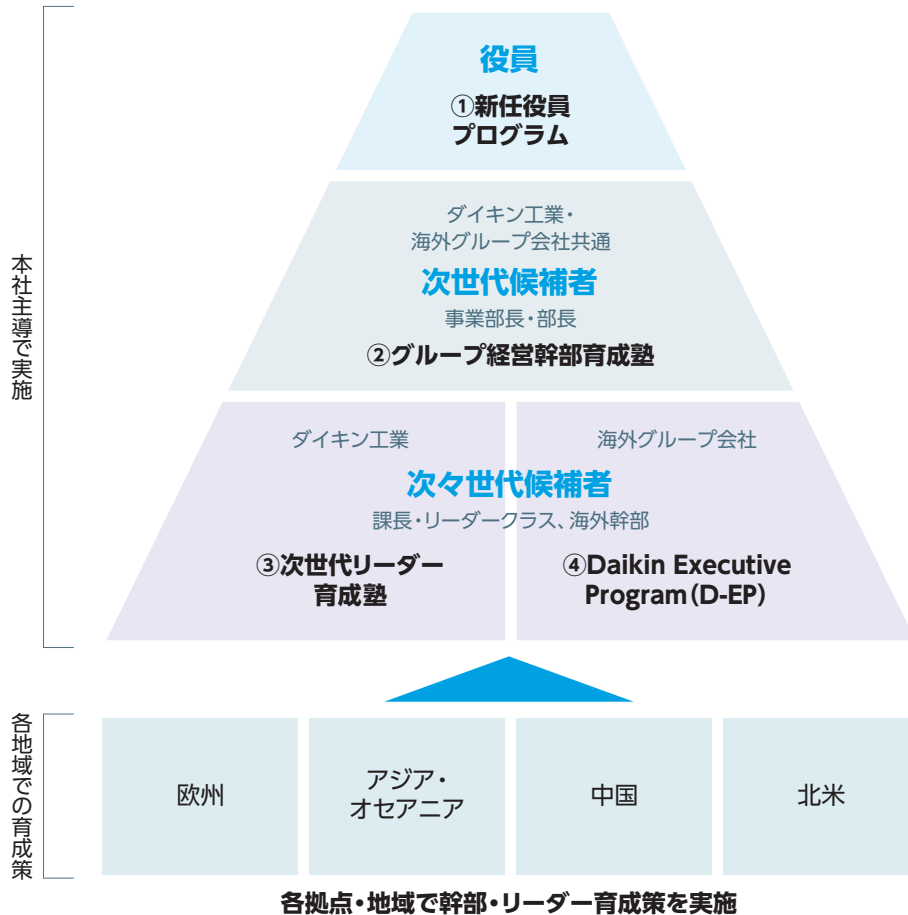 本社主導で実施
役員
①新任役員
プログラム
ダイキン工業・
海外グループ会社共通
次世代候補者
事業部長・部長
②グループ経営幹部育成塾
ダイキン工業
海外グループ会社
次々世代候補者
課長・リーダークラス、海外幹部
③次世代リーダー
育成塾
④Daikin Executive
Program(D-EP)
各地域での育成策
欧州
アジア・
オセアニア
中国
北米
各拠点・地域で幹部・リーダー育成策を実施